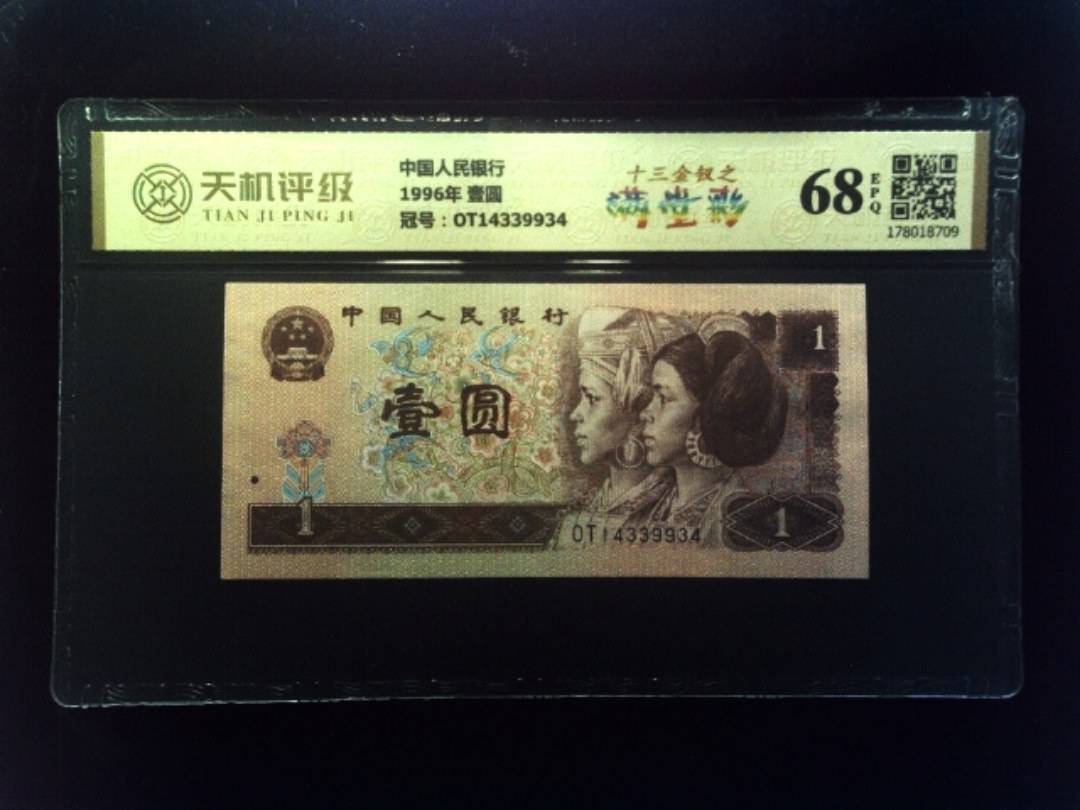 天机评级
TIAN JI PING JI
中国人民银行
1996年 壹圆
冠号：OT14339934
十三金钗之
满堂彩
68
EPQ
178018709
中国人民银行
1
壹圆
1
OT14339934
1